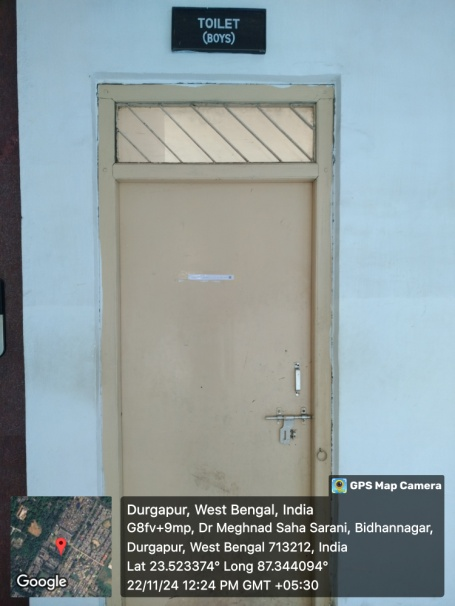 TOILET
(BOYS)
GPS Map Camera
Durgapur, West Bengal, India
G8fv+9mp, Dr Meghnad Saha Sarani, Bidhannagar,
Durgapur, West Bengal 713212, India
Lat 23.523374° Long 87.344094°
22/11/24 12:24 PM GMT +05:30
Google